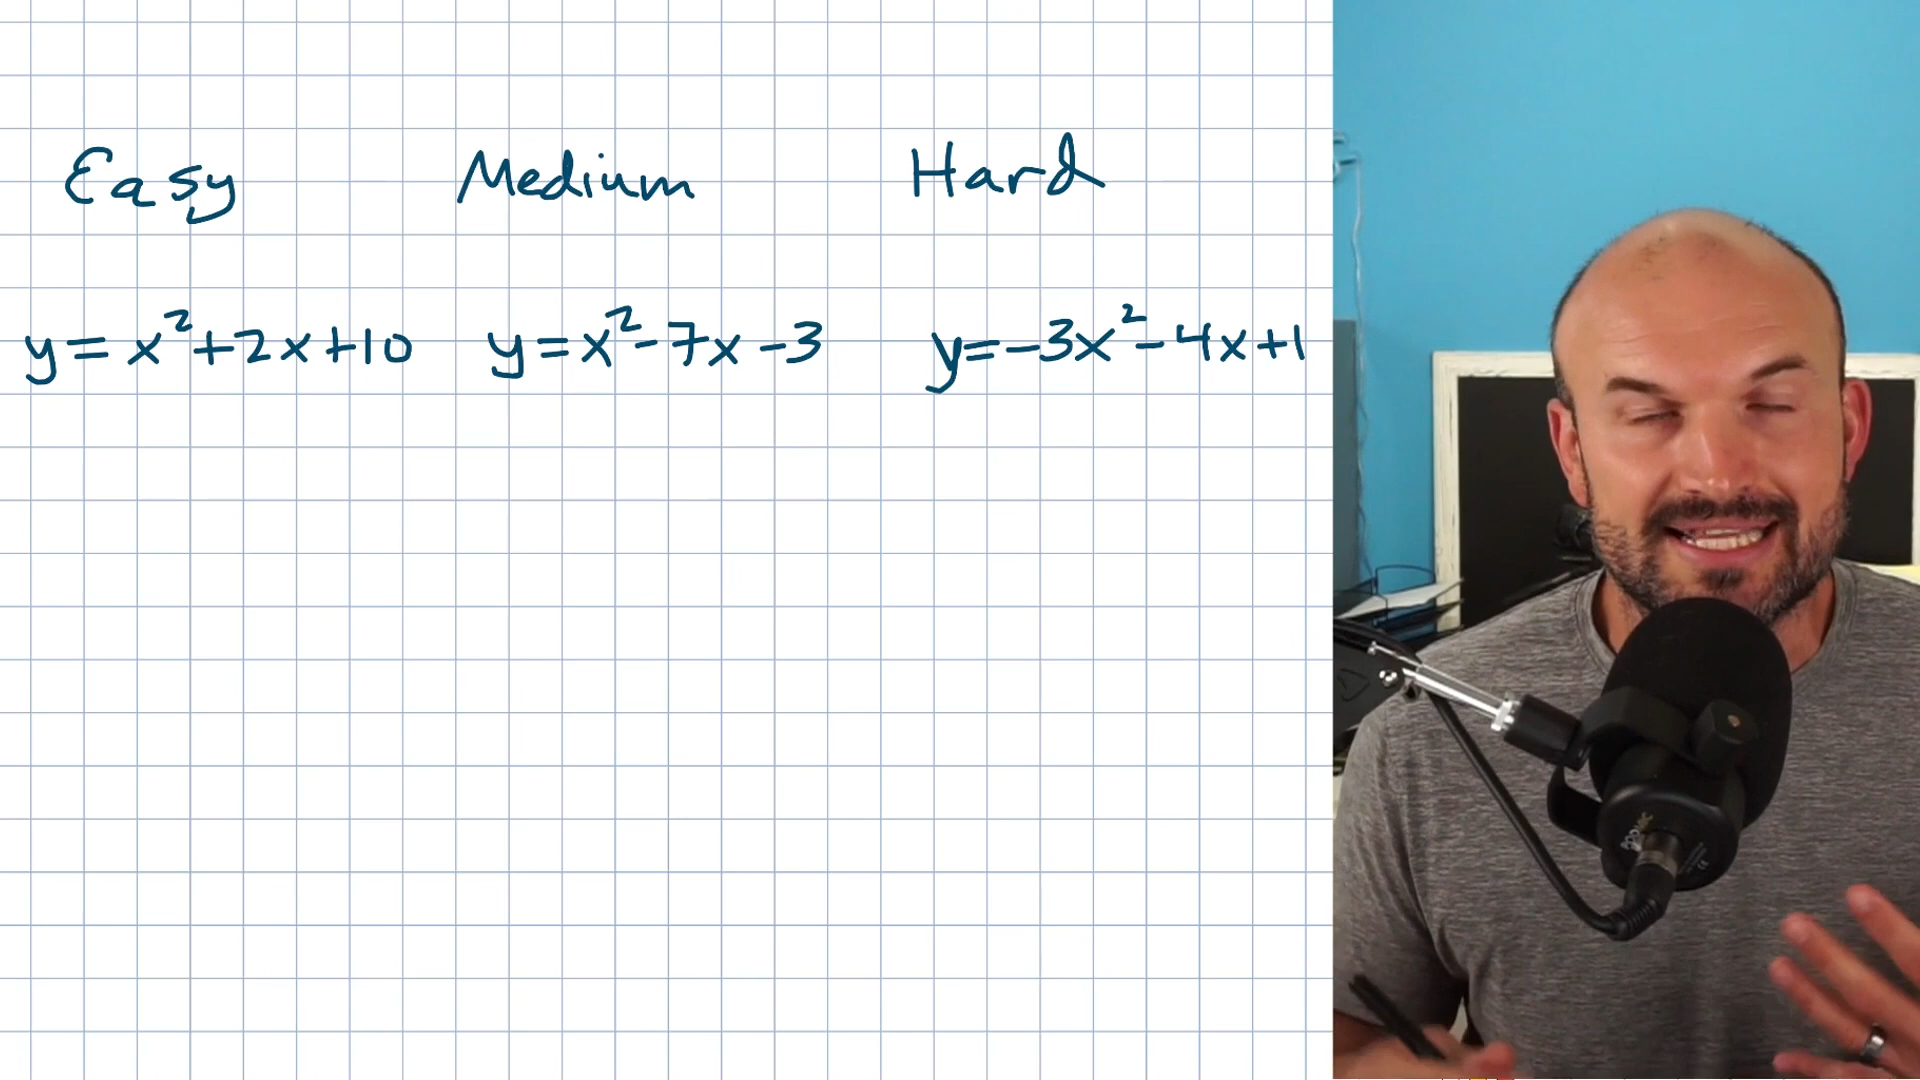 Easy Medium Hard
y=x²+2x+10 y=x²-7x-3 y=-3x²-4x+1